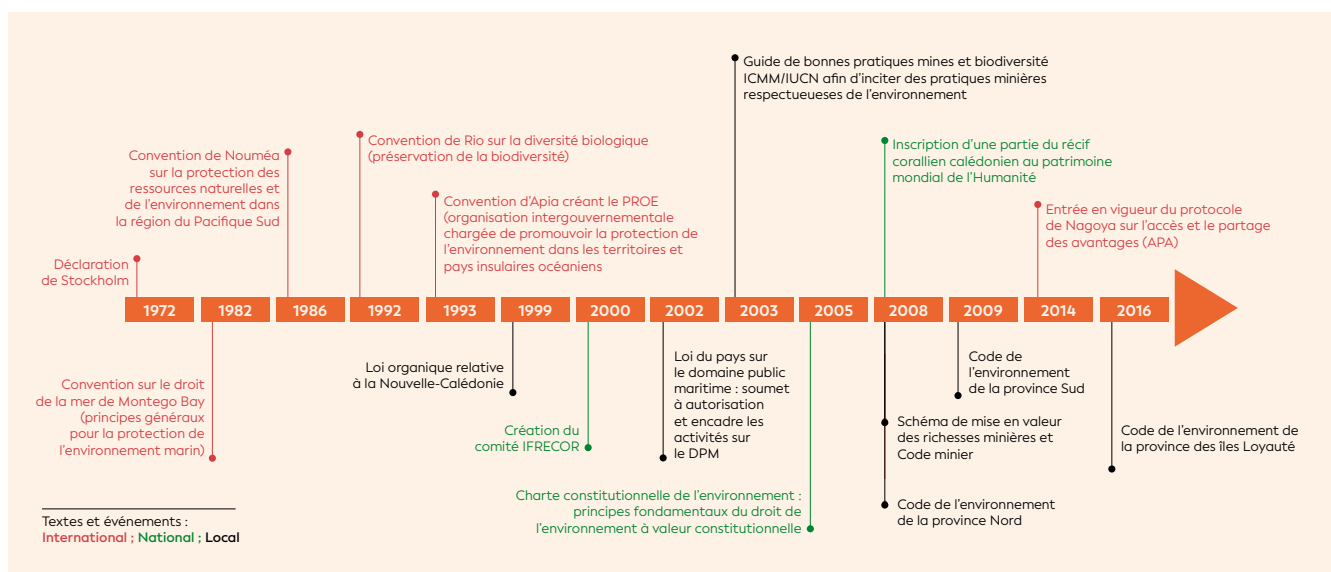 Guide de bonnes pratiques mines et biodiversité
ICMM/IUCN afin d'inciter des pratiques minières
respectueueses de l'environnement
Convention de Rio sur la diversité biologique
(préservation de la biodiversité)
Inscription d'une partie du récif
corallien calédonien au patrimoine
mondial de l'Humanité
Convention de Nouméa
sur la protection des
ressources naturelles et
de l'environnement dans
la région du Pacifique Sud
Convention d'Apia créant le PROE
(organisation intergouvernementale
chargée de promouvoir la protection de
l'environnement dans les territoires et
pays insulaires océaniens
Entrée en vigueur du protocole
de Nagoya sur l'accès et le partage
des avantages (APA)
Déclaration
de Stockholm
1972 1982 1986 1992 1993 1999 2000 2002 2003 2005 2008 2009 2014 2016
Convention sur le droit
de la mer de Montego Bay
(principes généraux
pour la protection de
l'environnement marin)
Loi organique relative
à la Nouvelle-Calédonie
Création du
comité IFRECOR
Loi du pays sur
le domaine public
maritime : soumet
à autorisation
et encadre les
activités sur
le DPM
Charte constitutionnelle de l'environnement :
principes fondamentaux du droit de
l'environnement à valeur constitutionnelle
Code de
l'environnement
de la province Sud
Schéma de mise en valeur
des richesses minières et
Code minier
Code de l'environnement
de la province Nord
Code de l'environnement de
la province des îles Loyauté
Textes et événements :
International ; National ; Local